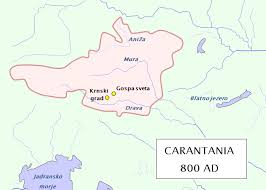 Aniža
Mura
Krnski
grad
Gospa sveta
Blatno jezero
Drava
CARANTANIA
800 AD
Jadransko
morje